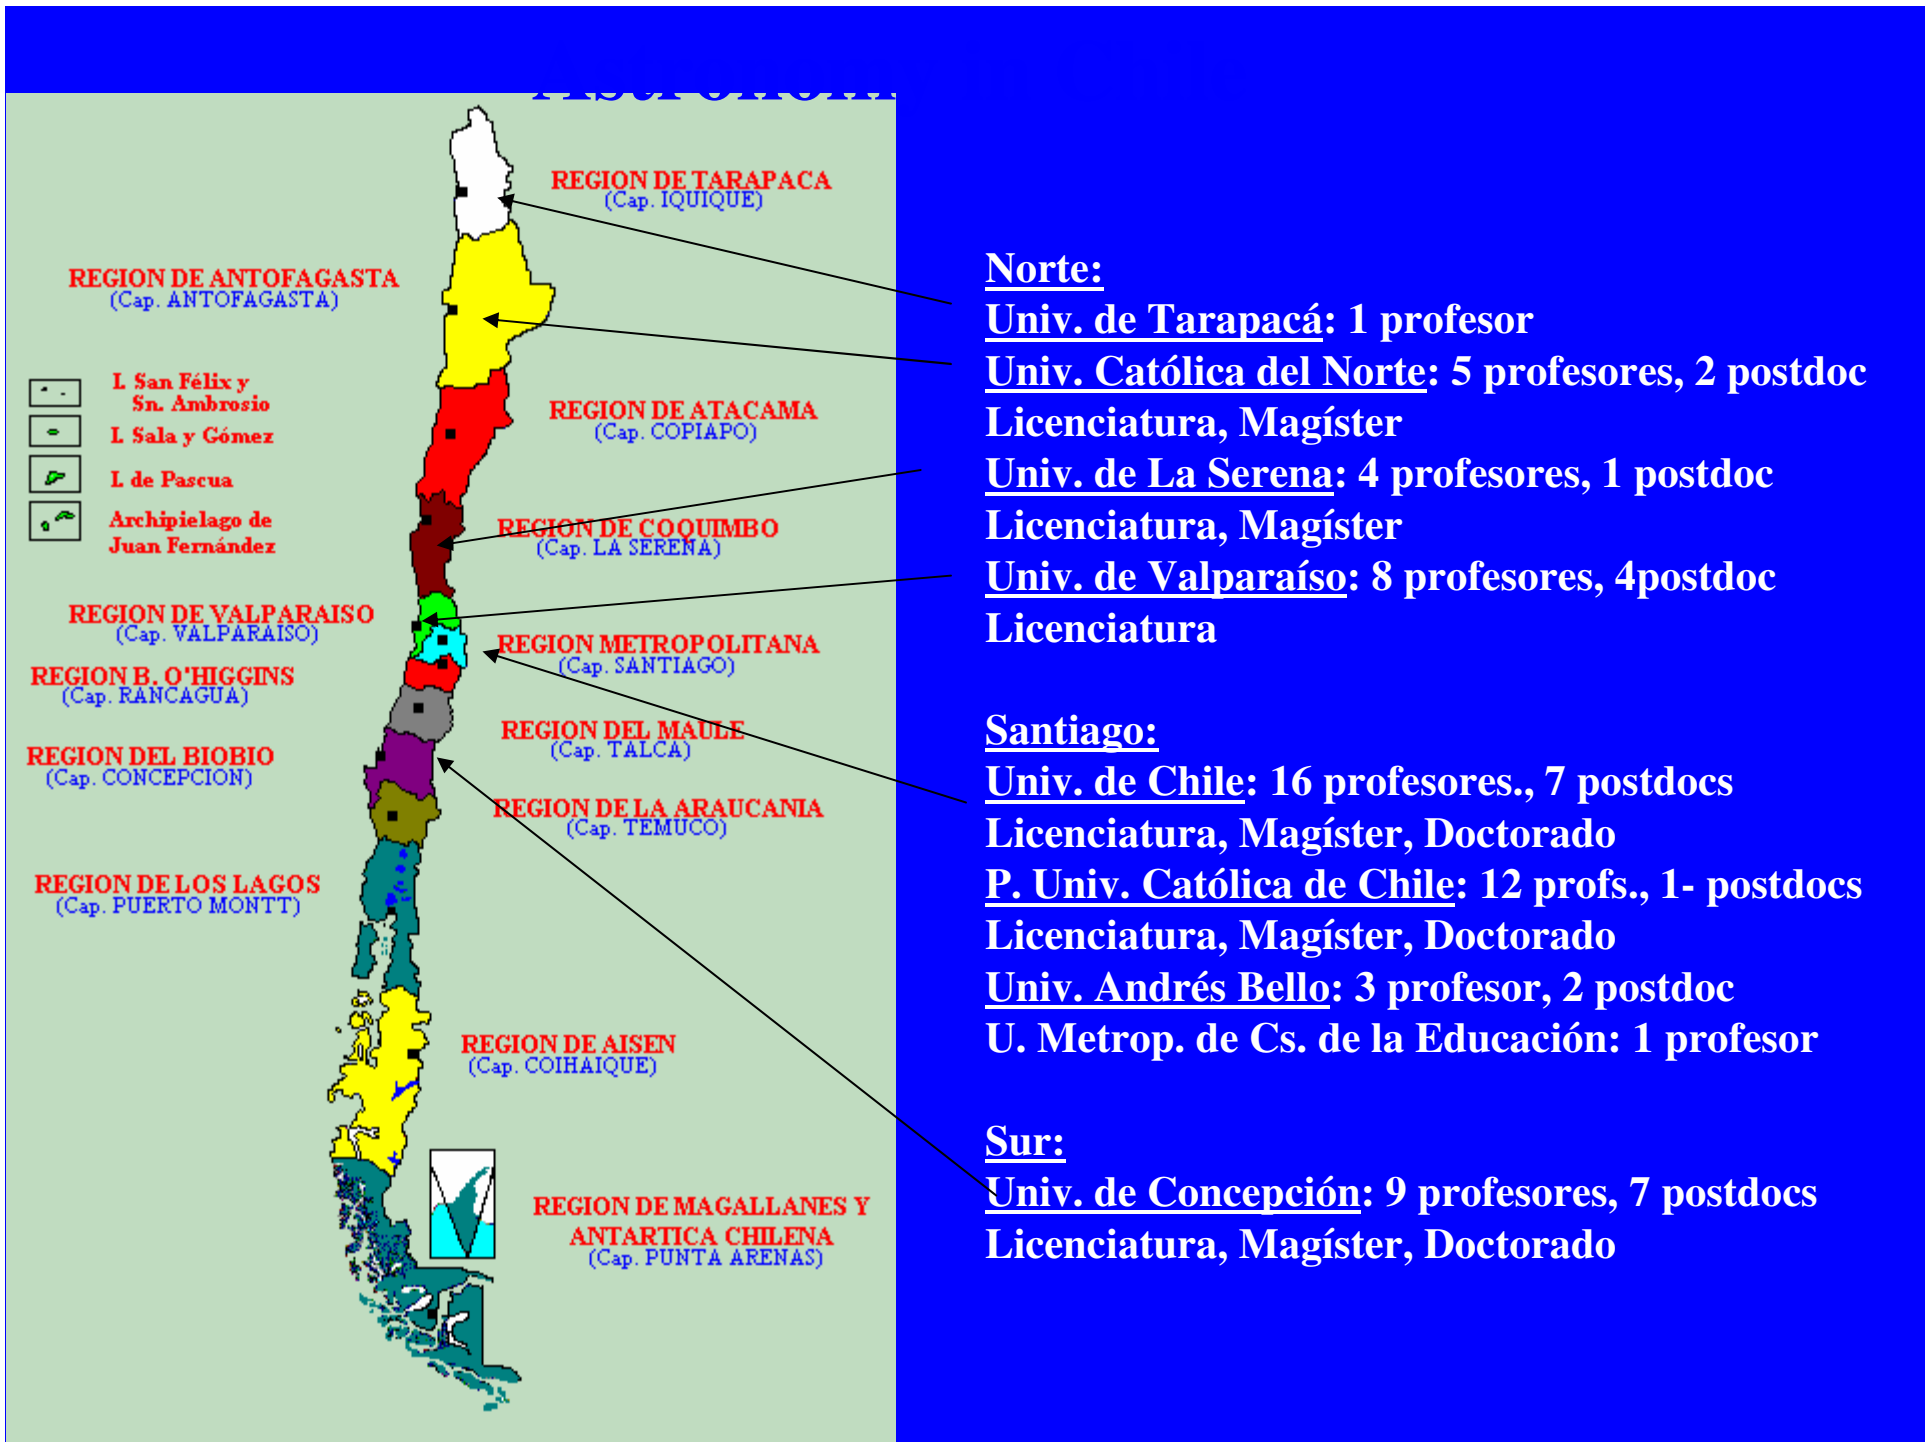 Astronomy in Chile
REGION DE TARAPACA
(Cap. IQUIQUE)
REGION DE ANTOFAGASTA
(Cap. ANTOFAGASTA)
I. San Félix y
Sn. Ambrosio
I. Sala y Gómez
I. de Pascua
Archipielago de
Juan Fernández
REGION DE ATACAMA
(Cap. COPIAPO)
REGION DE COQUIMBO
(Cap. LA SERENA)
REGION DE VALPARAISO
(Cap. VALPARAISO)
REGION METROPOLITANA
(Cap. SANTIAGO)
REGION B. O'HIGGINS
(Cap. RANCAGUA)
REGION DEL MAULE
(Cap. TALCA)
REGION DEL BIOBIO
(Cap. CONCEPCION)
REGION DE LA ARAUCANIA
(Cap. TEMUCO)
REGION DE LOS LAGOS
(Cap. PUERTO MONTT)
REGION DE AISEN
(Cap. COIHAIQUE)
REGION DE MAGALLANES Y
ANTARTICA CHILENA
(Cap. PUNTA ARENAS)
Norte:
Univ. de Tarapacá: 1 profesor
Univ. Católica del Norte: 5 profesores, 2 postdoc
Licenciatura, Magíster
Univ. de La Serena: 4 profesores, 1 postdoc
Licenciatura, Magíster
Univ. de Valparaíso: 8 profesores, 4postdoc
Licenciatura
Santiago:
Univ. de Chile: 16 profesores., 7 postdocs
Licenciatura, Magíster, Doctorado
P. Univ. Católica de Chile: 12 profs., 1- postdocs
Licenciatura, Magíster, Doctorado
Univ. Andrés Bello: 3 profesor, 2 postdoc
U. Metrop. de Cs. de la Educación: 1 profesor
Sur:
Univ. de Concepción: 9 profesores, 7 postdocs
Licenciatura, Magíster, Doctorado